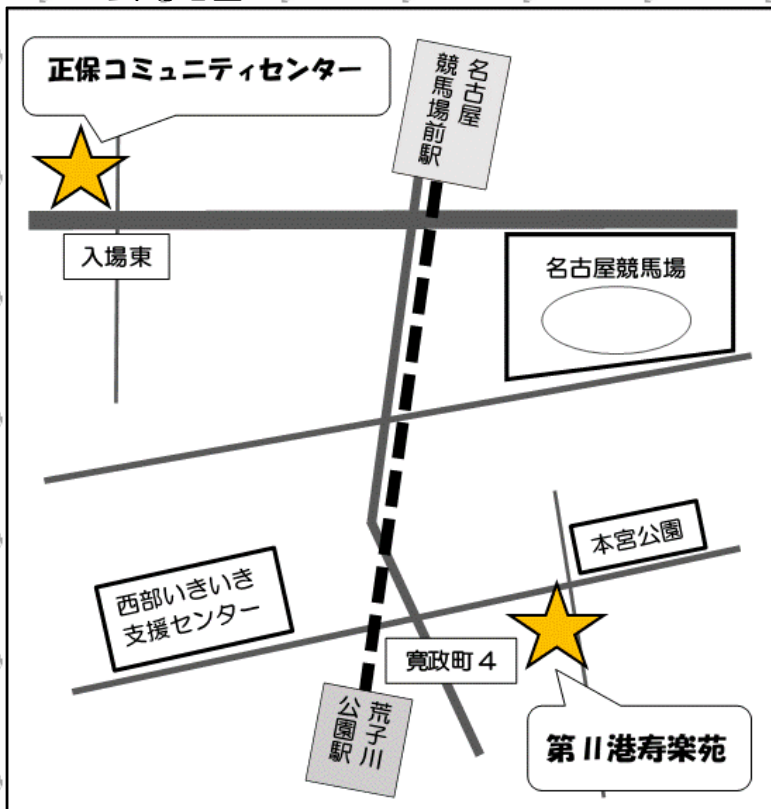 正保コミュニティセンター
名古屋
競馬場前駅
入場東
名古屋競馬場
本宮公園
西部いきいき
支援センター
寛政町4
荒子川
公園駅
第II港寿楽苑